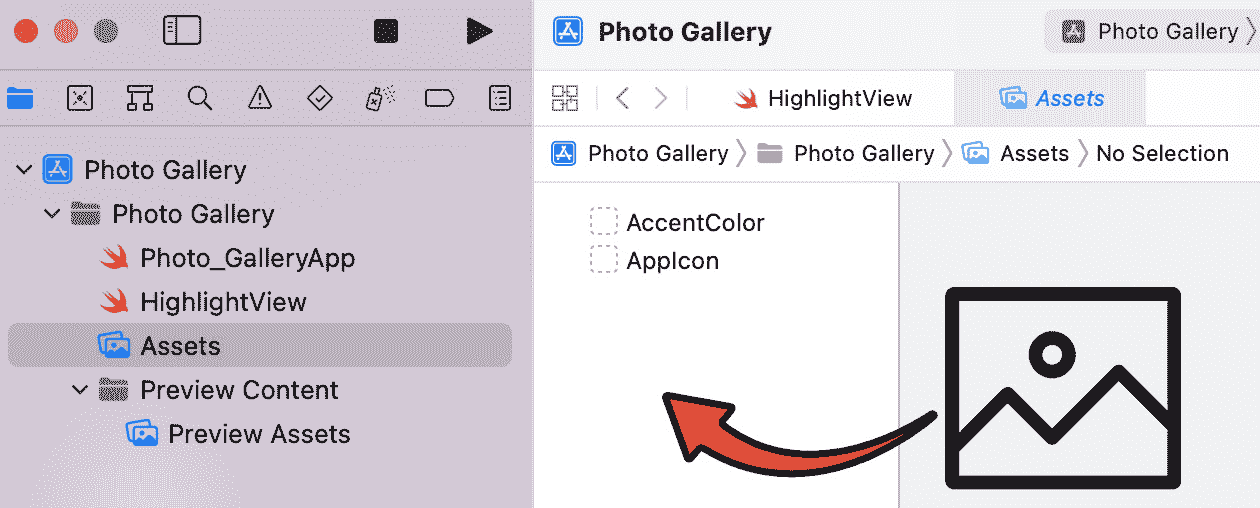 Photo Gallery
Photo Gallery
HighlightView
Assets
Photo Gallery
Photo Gallery
Assets
No Selection
Photo Gallery
Photo Gallery
Photo_GalleryApp
HighlightView
Assets
Preview Content
Preview Assets
AccentColor
AppIcon